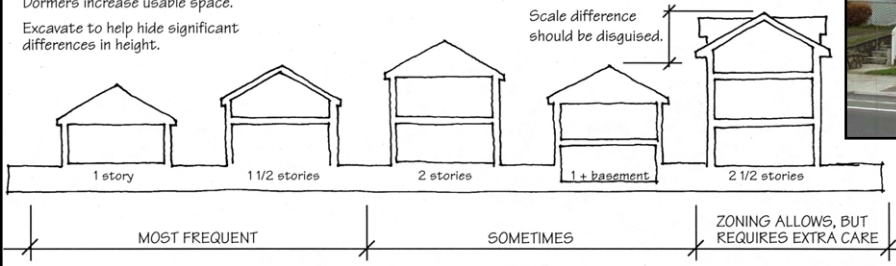 Dormers increase usable space.
Excavate to help hide significant
differences in height.
Scale difference
should be disguised.
1 story
1 1/2 stories
2 stories
1 + basement
2 1/2 stories
MOST FREQUENT
SOMETIMES
ZONING ALLOWS, BUT
REQUIRES EXTRA CARE